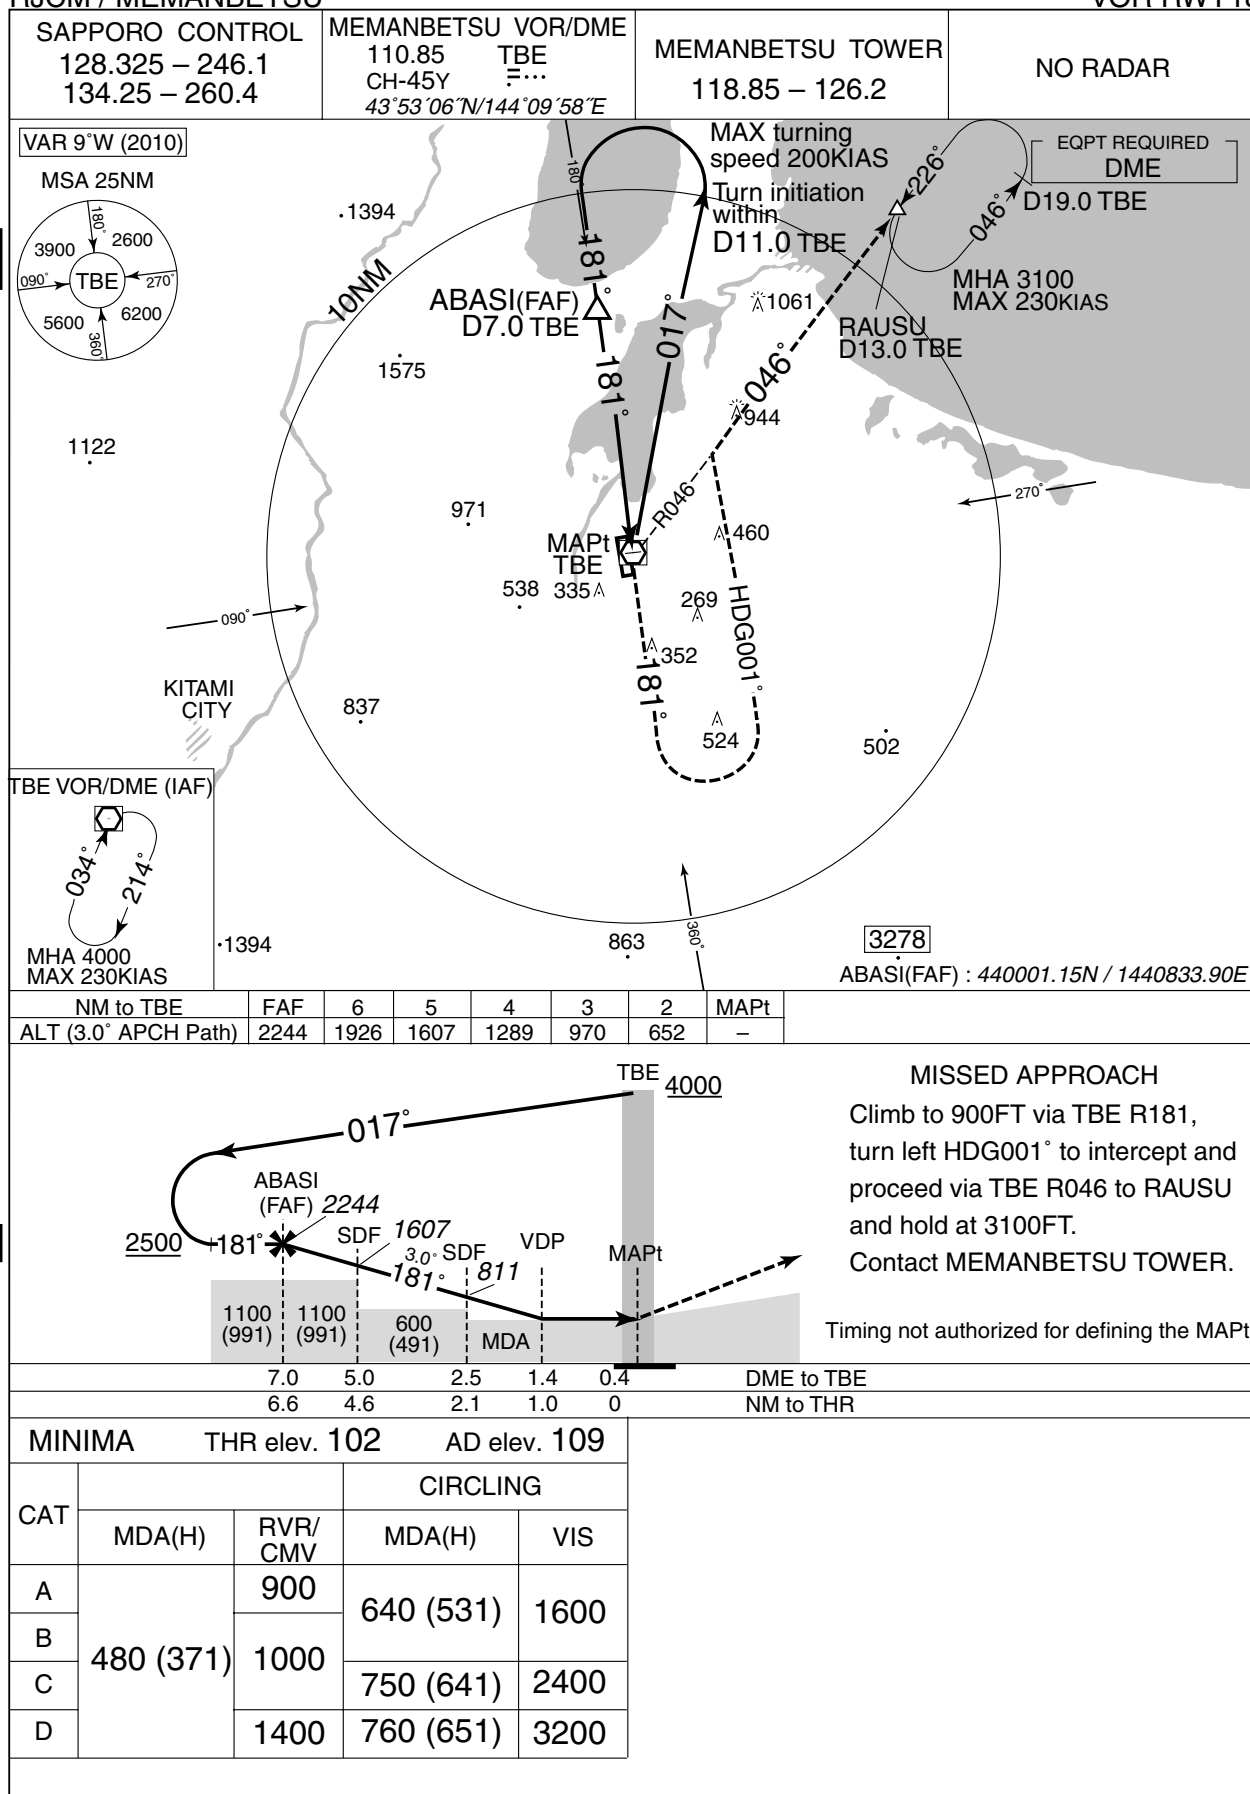 RJCM / MEMANBETSU
SAPPORO CONTROL
128.325 – 246.1
134.25 – 260.4
MEMANBETSU VOR/DME
110.85 TBE
CH-45Y
43˚53´06˝N/144˚09´58˝E
MEMANBETSU TOWER
118.85 – 126.2
NO RADAR
VAR 9˚W (2010)
MSA 25NM
180˚
3900
2600
090˚
TBE
270˚
5600
6200
360˚
1394
10NM
180˚
181˚
MAX turning
speed 200KIAS
Turn initiation
within
D11.0 TBE
226˚
046˚
EQPT REQUIRED
DME
D19.0 TBE
MHA 3100
MAX 230KIAS
ABASI(FAF)
D7.0 TBE
017˚
1061
RAUSU
D13.0 TBE
1575
181˚
046˚
944
1122
971
R046
270˚
MAPt
TBE
460
538
335
269
HDG001˚
090˚
352
181˚
KITAMI
CITY
837
524
502
TBE VOR/DME (IAF)
034˚
214˚
MHA 4000
MAX 230KIAS
1394
863
360˚
3278
ABASI(FAF) : 440001.15N / 1440833.90E
NM to TBE FAF 6 5 4 3 2 MAPt
ALT (3.0˚ APCH Path) 2244 1926 1607 1289 970 652 –
TBE 4000
017˚
ABASI
(FAF)
2244
2500
181˚
SDF
1607
3.0˚
181˚
SDF
811
VDP
MAPt
1100
(991)
1100
(991)
600
(491)
MDA
MISSED APPROACH
Climb to 900FT via TBE R181,
turn left HDG001˚ to intercept and
proceed via TBE R046 to RAUSU
and hold at 3100FT.
Contact MEMANBETSU TOWER.
Timing not authorized for defining the MAPt
7.0 5.0 2.5 1.4 0.4 DME to TBE
6.6 4.6 2.1 1.0 0 NM to THR
MINIMA THR elev. 102 AD elev. 109
CAT
CIRCLING
MDA(H)
RVR/
CMV
MDA(H)
VIS
A
B
C
D
480 (371)
900
1000
1400
640 (531)
1600
750 (641)
2400
760 (651)
3200